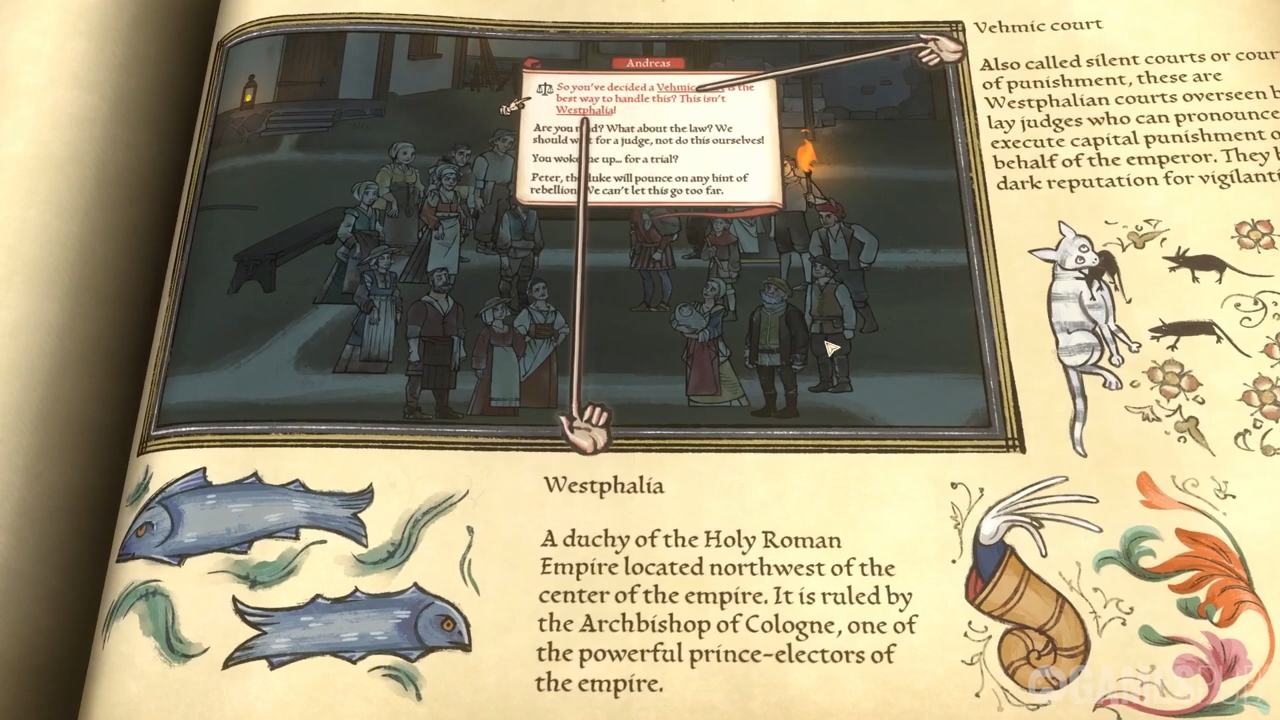 Andreas
So you've decided a Vehmic is the
best way to handle this? This isn't
Westphalia!
Are you d? What about the law? We
should for a judge, not do this ourselves!
You woke me up... for a trial?
Peter, the duke will pounce on any hint of
rebellion. We can't let this go too far.
Vehmic court
Also called silent courts or cour
of punishment, these are
Westphalian courts overseen b
lay judges who can pronounce
execute capital punishment o
behalf of the emperor. They h
dark reputation for vigilanti
Westphalia
A duchy of the Holy Roman
Empire located northwest of the
center of the empire. It is ruled by
the Archbishop of Cologne, one of
the powerful prince-electors of
the empire.